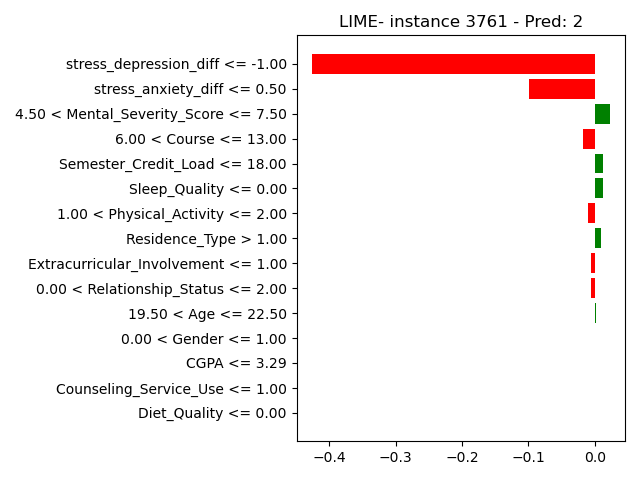 LIME- instance 3761 - Pred: 2
stress_depression_diff <= -1.00
stress_anxiety_diff <= 0.50
4.50 < Mental_Severity_Score <= 7.50
6.00 < Course <= 13.00
Semester_Credit_Load <= 18.00
Sleep_Quality <= 0.00
1.00 < Physical_Activity <= 2.00
Residence_Type > 1.00
Extracurricular_Involvement <= 1.00
0.00 < Relationship_Status <= 2.00
19.50 < Age <= 22.50
0.00 < Gender <= 1.00
CGPA <= 3.29
Counseling_Service_Use <= 1.00
Diet_Quality <= 0.00
−0.4 −0.3 −0.2 −0.1 0.0